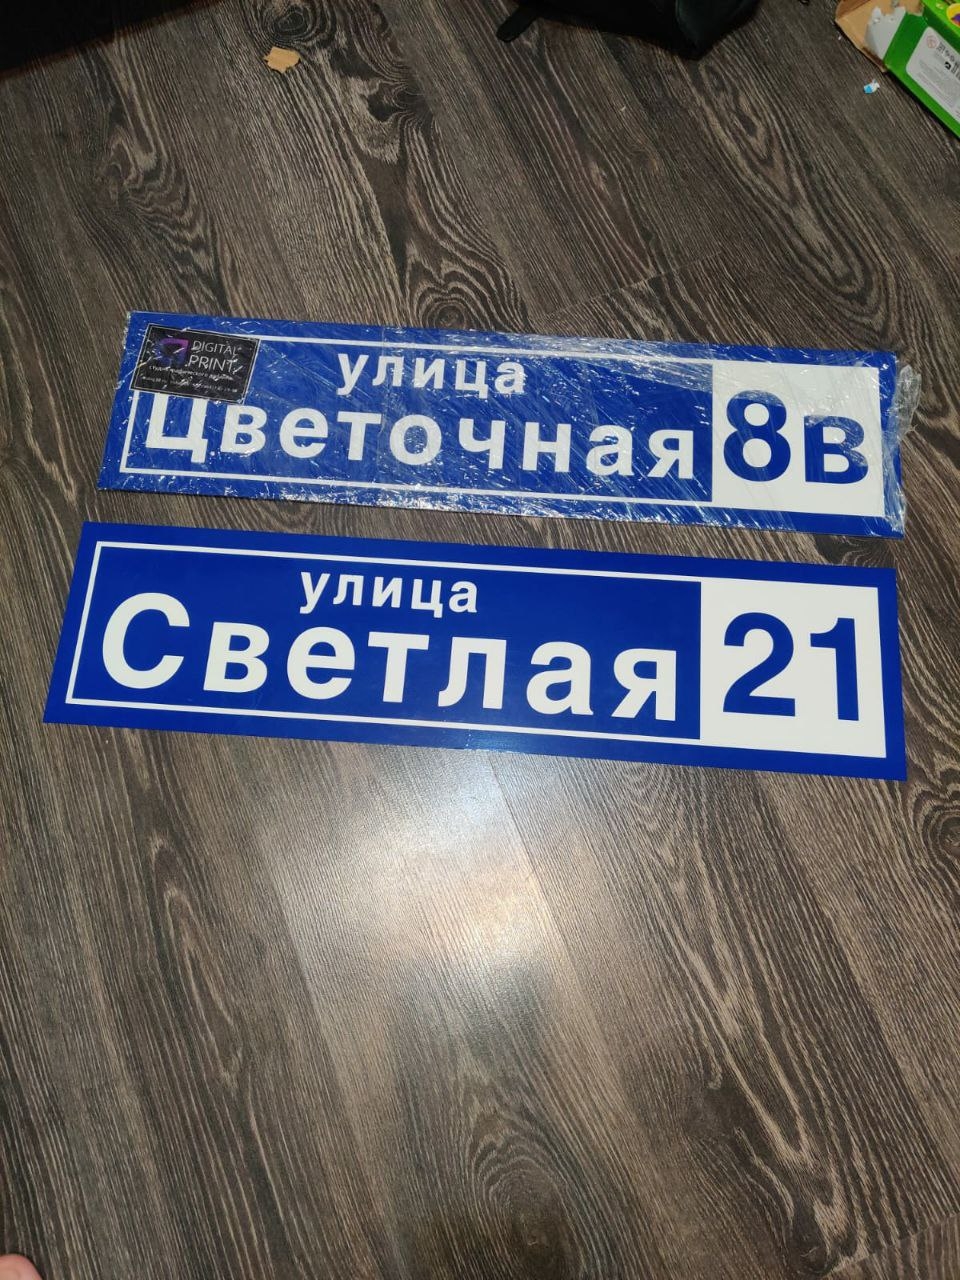 DIGITAL
PRINT
улица
Цветочная
8в
улица
Светлая
21